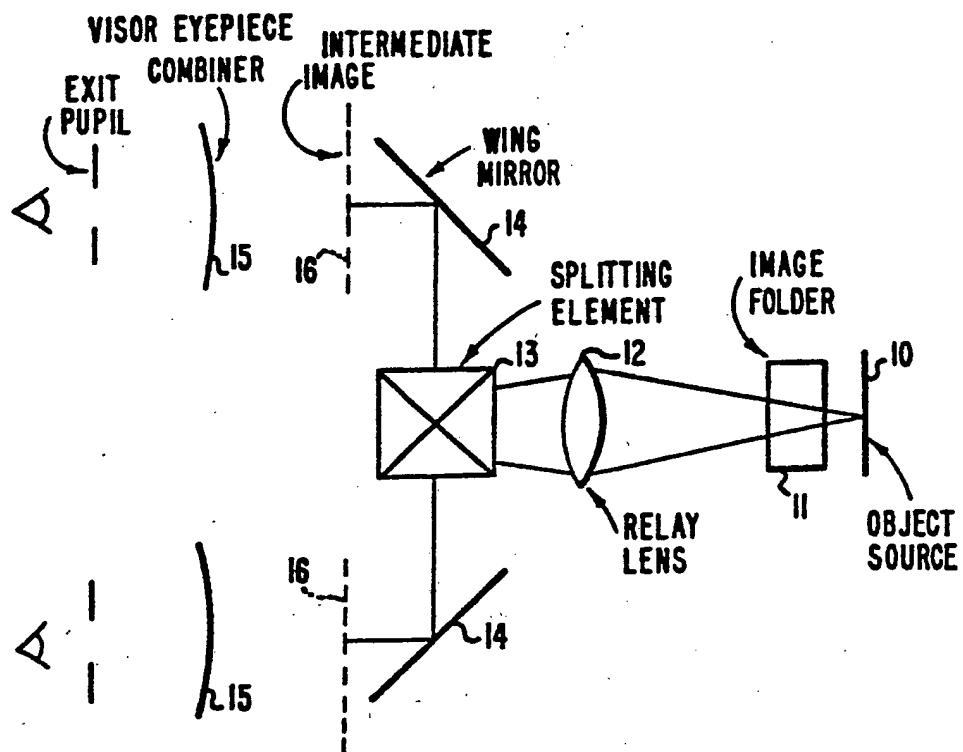 VISOR EYEPIECE
COMBINER
INTERMEDIATE
IMAGE
EXIT
PUPIL
WING
MIRROR
14
15
16
SPLITTING
ELEMENT
IMAGE
FOLDER
13
12
10
11
RELAY
LENS
OBJECT
SOURCE
16
14
15